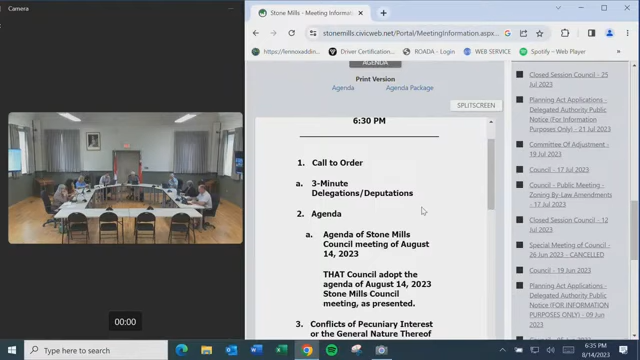 Camera
Stone Mills - Meeting Information
stonemills.civicweb.net/Portal/MeetingInformation.aspx...
https://lennoxaddin...
Driver Certification...
ROADA - Login
WEB SERVICE
Spotify – Web Player
AGENDA
Print Version
Agenda
Agenda Package
SPLITSCREEN
6:30 PM
1. Call to Order
a. 3-Minute
Delegations/Deputations
2. Agenda
a. Agenda of Stone Mills
Council meeting of August
14, 2023
THAT Council adopt the
agenda of August 14, 2023
Stone Mills Council
meeting, as presented.
3. Conflicts of Pecuniary Interest
or the General Nature Thereof
Closed Session Council - 25
Jul 2023
Planning Act Applications -
Delegated Authority Public
Notice (For Information
Purposes Only) - 21 Jul 2023
Committee Of Adjustment -
19 Jul 2023
Council - 17 Jul 2023
Council - Public Meeting -
Zoning By-Law Amendments -
17 Jul 2023
Closed Session Council - 12
Jul 2023
Special Meeting of Council -
26 Jun 2023 - CANCELLED
Council - 19 Jun 2023
Planning Act Applications -
Delegated Authority Public
Notice (FOR INFORMATION
PURPOSES ONLY) - 09 Jun
2023
00:00
Type here to search
6:35 PM
8/14/2023